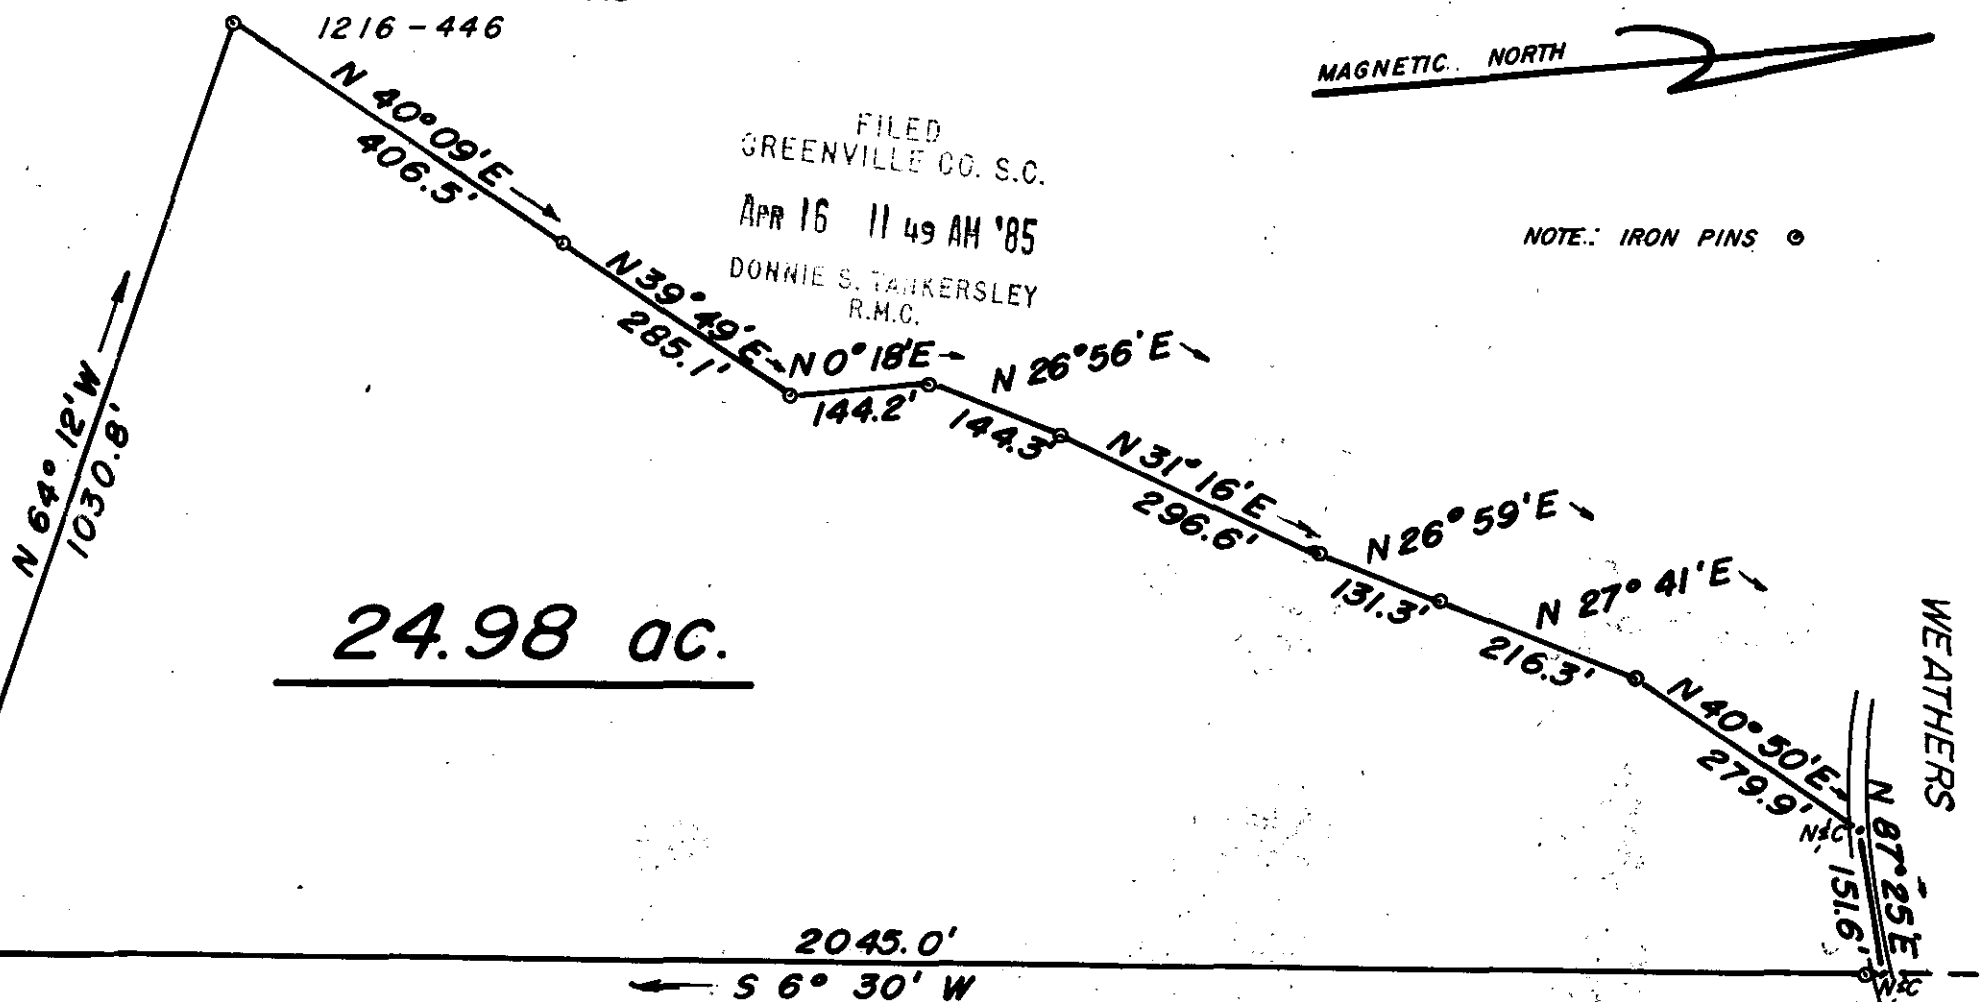 1216 - 446
MAGNETIC NORTH
N 40° 09' E
406.5'
FILED
GREENVILLE CO. S.C.
APR 16 11 49 AM '85
DONNIE S. TANKERSLEY
R.M.C.
NOTE: IRON PINS
N 39° 49' E
285.1'
N 0° 18' E
144.2'
N 26° 56' E
144.3'
N 31° 16' E
296.6'
N 26° 59' E
131.3'
N 27° 41' E
216.3'
N 40° 50' E
279.9'
N 64° 12' W
1030.8'
24.98 ac.
WEATHERS
N&C
N 87° 25' E
151.6'
2045.0'
S 6° 30' W
N&C